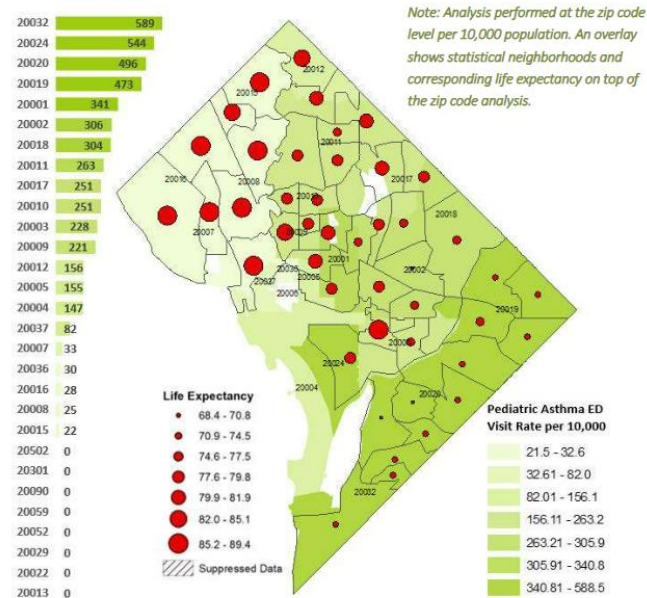 Note: Analysis performed at the zip code
level per 10,000 population. An overlay
shows statistical neighborhoods and
corresponding life expectancy on top of
the zip code analysis.
20032 589
20024 544
20020 496
20019 473
20001 341
20002 306
20018 304
20011 263
20017 251
20010 251
20003 228
20009 221
20012 156
20005 155
20004 147
20037 82
20007 33
20036 30
20016 28
20008 25
20015 22
20502 0
20301 0
20090 0
20059 0
20052 0
20029 0
20022 0
20013 0
20012
20015
20011
20016
20008
20017
20010
20018
20007
20009
20001
20036
20005
20002
20037
20006
20019
20003
20024
20004
20020
20032
Life Expectancy
68.4 - 70.8
70.9 - 74.5
74.6 - 77.5
77.6 - 79.8
79.9 - 81.9
82.0 - 85.1
85.2 - 89.4
Suppressed Data
Pediatric Asthma ED
Visit Rate per 10,000
21.5 - 32.6
32.61 - 82.0
82.01 - 156.1
156.11 - 263.2
263.21 - 305.9
305.91 - 340.8
340.81 - 588.5